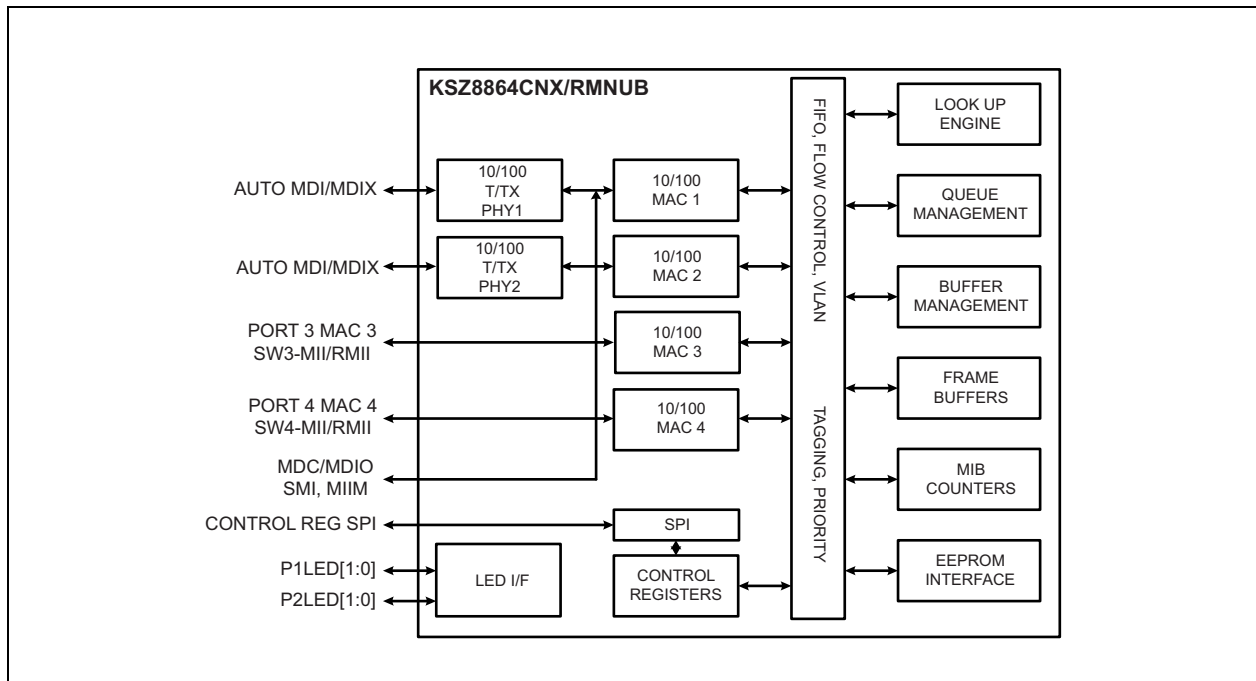 KSZ8864CNX/RMNUB
AUTO MDI/MDIX
10/100
T/TX
PHY1
10/100
MAC 1
AUTO MDI/MDIX
10/100
T/TX
PHY2
10/100
MAC 2
PORT 3 MAC 3
SW3-MII/RMII
10/100
MAC 3
PORT 4 MAC 4
SW4-MII/RMII
10/100
MAC 4
MDC/MDIO
SMI, MIIM
CONTROL REG SPI
SPI
P1LED[1:0]
P2LED[1:0]
LED I/F
CONTROL
REGISTERS
FIFO, FLOW CONTROL, VLAN
TAGGING, PRIORITY
LOOK UP
ENGINE
QUEUE
MANAGEMENT
BUFFER
MANAGEMENT
FRAME
BUFFERS
MIB
COUNTERS
EEPROM
INTERFACE